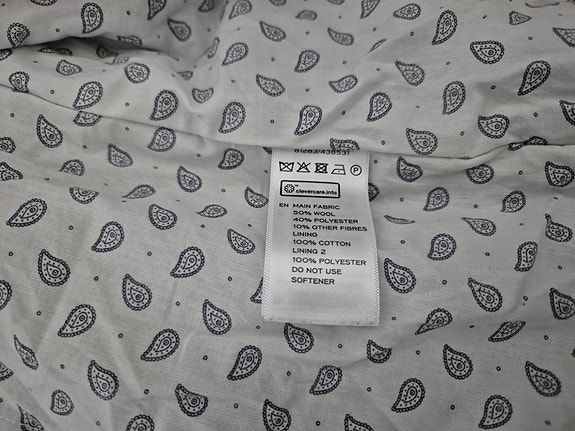 clevercare.info
EN MAIN FABRIC
50% WOOL
40% POLYESTER
10% OTHER FIBRES
LINING
100% COTTON
LINING 2
100% POLYESTER
DO NOT USE
SOFTENER